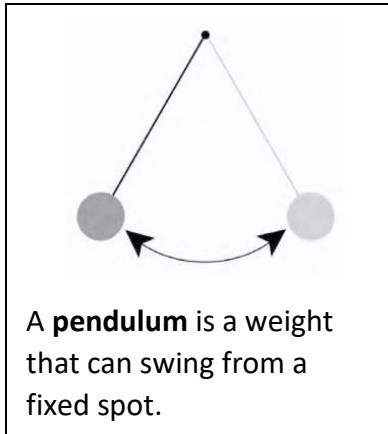 A pendulum is a weight
that can swing from a
fixed spot.